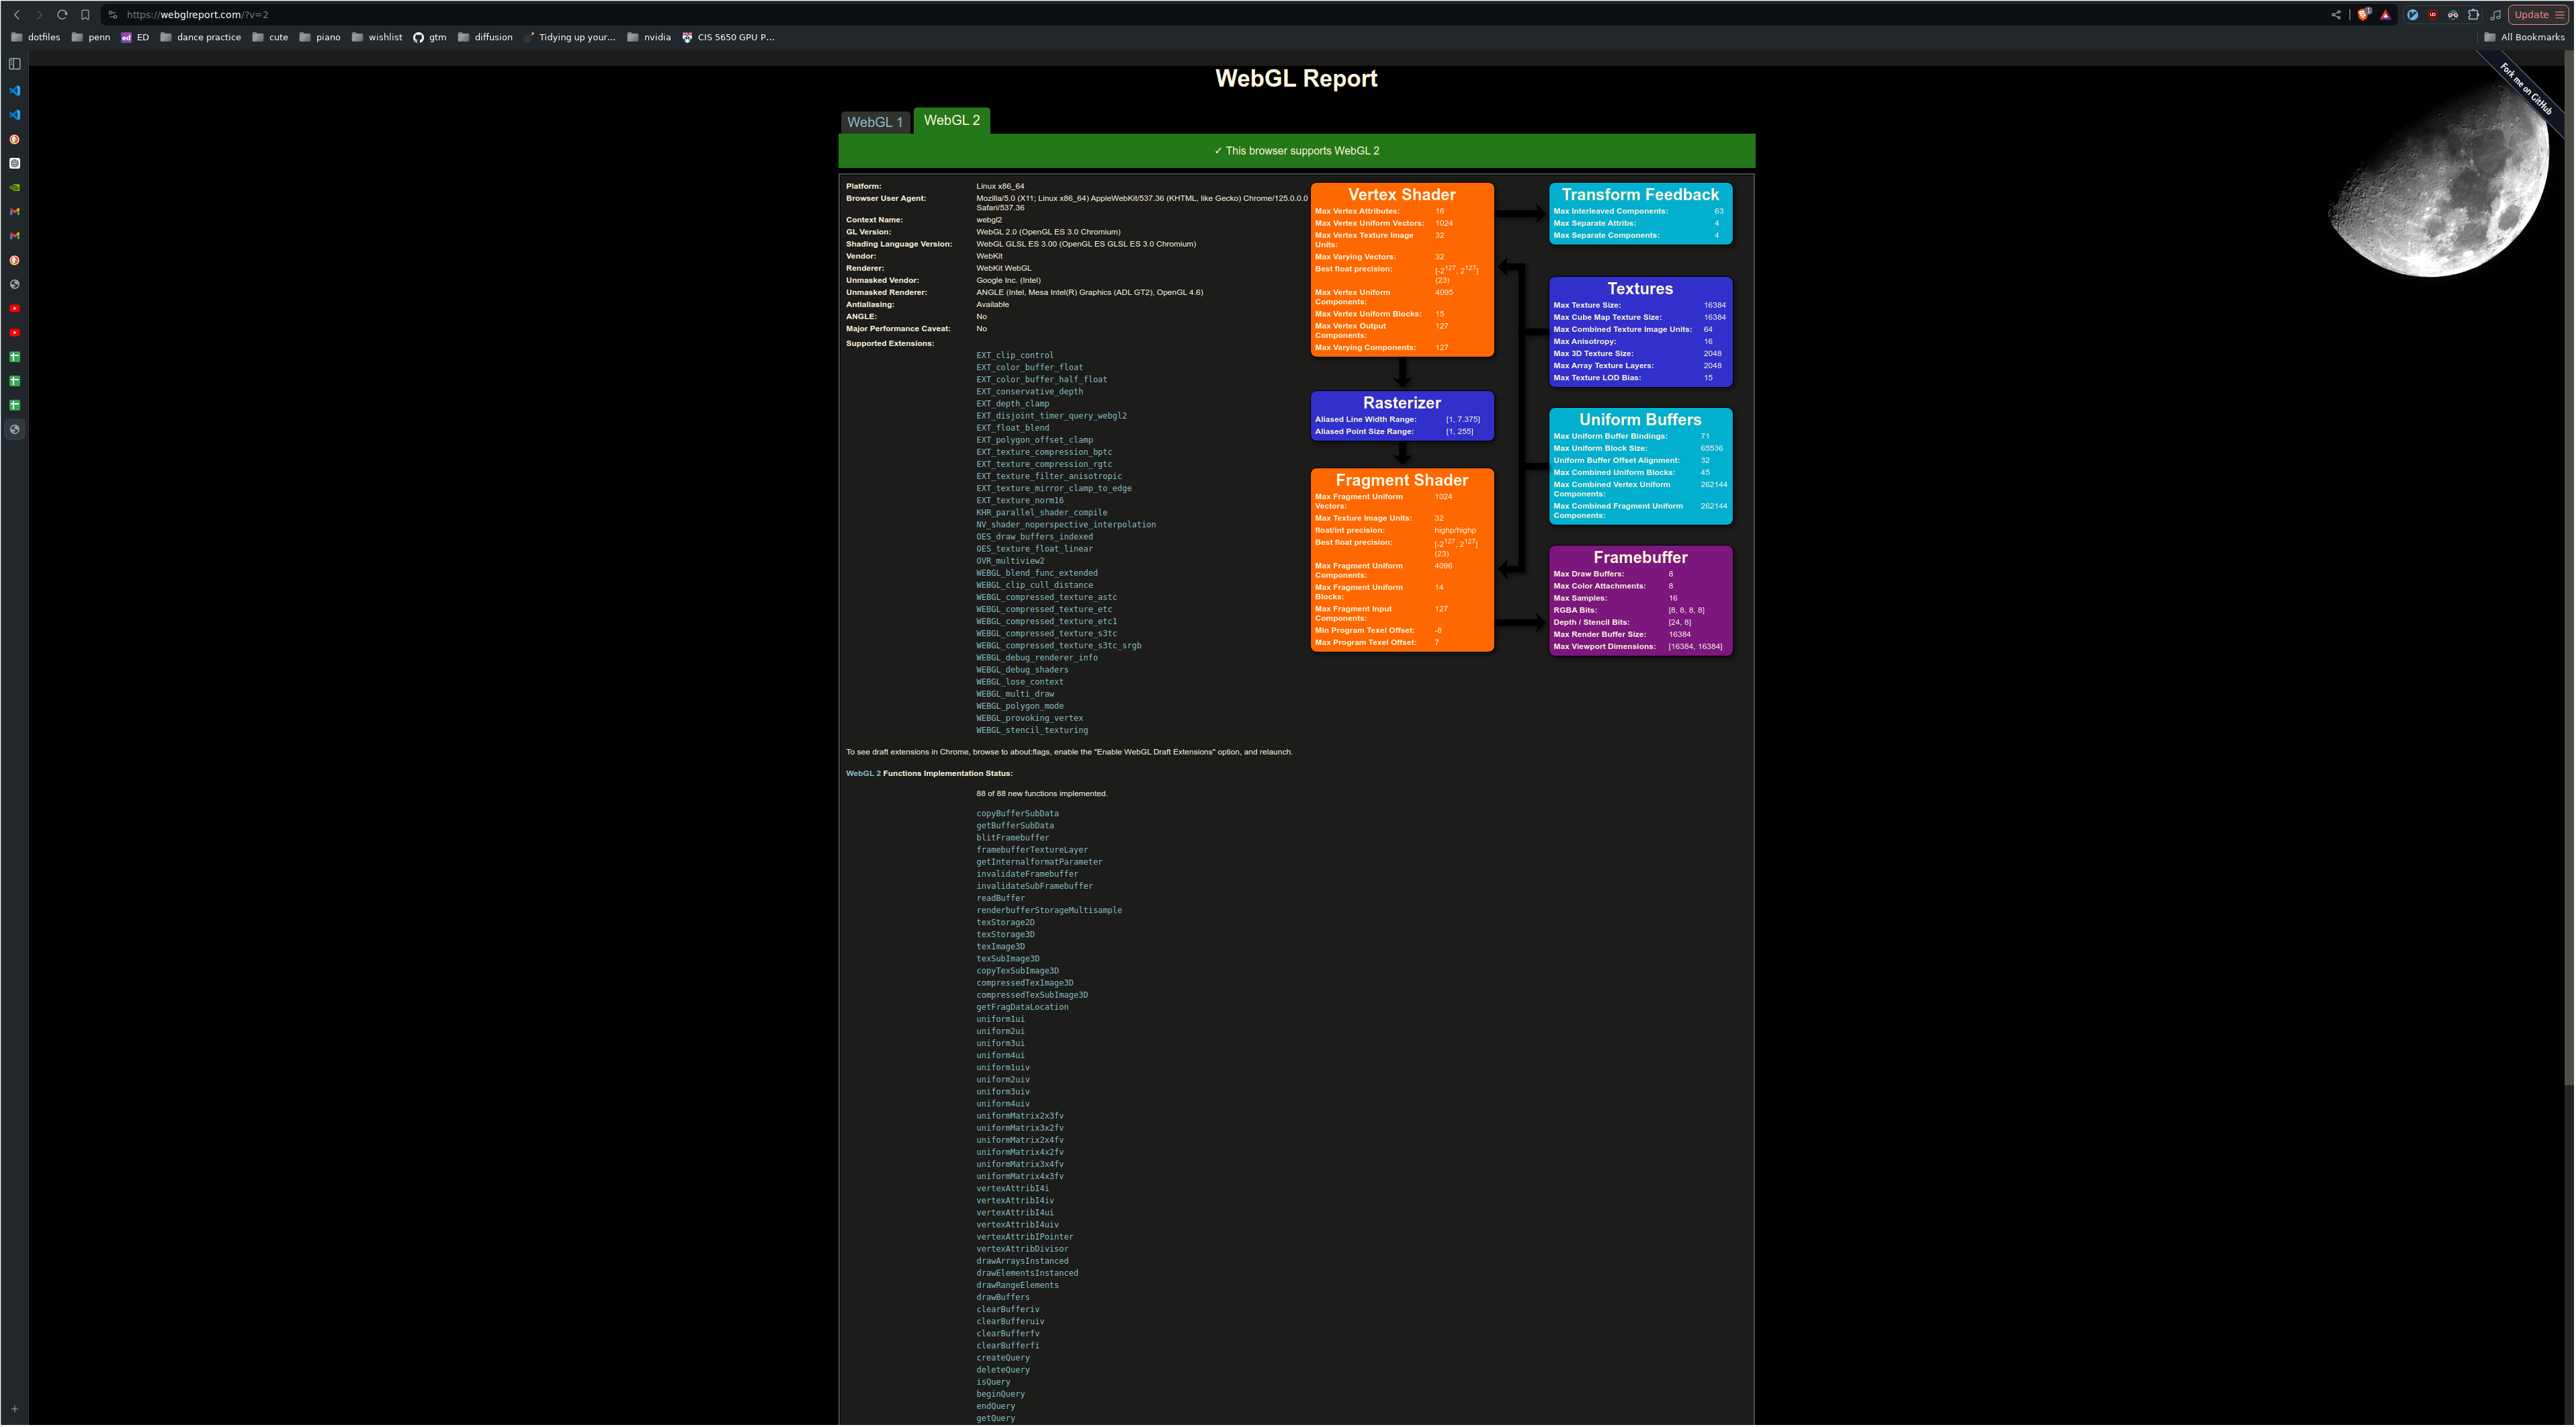 https://webglreport.com/?v=2
1
Update
dotfiles
penn
ED
dance practice
cute
piano
wishlist
gtm
diffusion
Tidying up your...
nvidia
CIS 5650 GPU P...
All Bookmarks
Fork me on GitHub
WebGL Report
WebGL 1
WebGL 2
✓ This browser supports WebGL 2
Platform: Linux x86_64
Browser User Agent: Mozilla/5.0 (X11; Linux x86_64) AppleWebKit/537.36 (KHTML, like Gecko) Chrome/125.0.0.0
Safari/537.36
Context Name: webgl2
GL Version: WebGL 2.0 (OpenGL ES 3.0 Chromium)
Shading Language Version: WebGL GLSL ES 3.00 (OpenGL ES GLSL ES 3.0 Chromium)
Vendor: WebKit
Renderer: WebKit WebGL
Unmasked Vendor: Google Inc. (Intel)
Unmasked Renderer: ANGLE (Intel, Mesa Intel(R) Graphics (ADL GT2), OpenGL 4.6)
Antialiasing: Available
ANGLE: No
Major Performance Caveat: No
Supported Extensions:
EXT_clip_control
EXT_color_buffer_float
EXT_color_buffer_half_float
EXT_conservative_depth
EXT_depth_clamp
EXT_disjoint_timer_query_webgl2
EXT_float_blend
EXT_polygon_offset_clamp
EXT_texture_compression_bptc
EXT_texture_compression_rgtc
EXT_texture_filter_anisotropic
EXT_texture_mirror_clamp_to_edge
EXT_texture_norm16
KHR_parallel_shader_compile
NV_shader_noperspective_interpolation
OES_draw_buffers_indexed
OES_texture_float_linear
OVR_multiview2
WEBGL_blend_func_extended
WEBGL_clip_cull_distance
WEBGL_compressed_texture_astc
WEBGL_compressed_texture_etc
WEBGL_compressed_texture_etc1
WEBGL_compressed_texture_s3tc
WEBGL_compressed_texture_s3tc_srgb
WEBGL_debug_renderer_info
WEBGL_debug_shaders
WEBGL_lose_context
WEBGL_multi_draw
WEBGL_polygon_mode
WEBGL_provoking_vertex
WEBGL_stencil_texturing
To see draft extensions in Chrome, browse to about:flags, enable the "Enable WebGL Draft Extensions" option, and relaunch.
WebGL 2 Functions Implementation Status:
88 of 88 new functions implemented.
copyBufferSubData
getBufferSubData
blitFramebuffer
framebufferTextureLayer
getInternalformatParameter
invalidateFramebuffer
invalidateSubFramebuffer
readBuffer
renderbufferStorageMultisample
texStorage2D
texStorage3D
texImage3D
texSubImage3D
copyTexSubImage3D
compressedTexImage3D
compressedTexSubImage3D
getFragDataLocation
uniform1ui
uniform2ui
uniform3ui
uniform4ui
uniform1uiv
uniform2uiv
uniform3uiv
uniform4uiv
uniformMatrix2x3fv
uniformMatrix3x2fv
uniformMatrix2x4fv
uniformMatrix4x2fv
uniformMatrix3x4fv
uniformMatrix4x3fv
vertexAttribI4i
vertexAttribI4iv
vertexAttribI4ui
vertexAttribI4uiv
vertexAttribIPointer
vertexAttribDivisor
drawArraysInstanced
drawElementsInstanced
drawRangeElements
drawBuffers
clearBufferiv
clearBufferuiv
clearBufferfv
clearBufferfi
createQuery
deleteQuery
isQuery
beginQuery
endQuery
getQuery
Vertex Shader
Max Vertex Attributes: 16
Max Vertex Uniform Vectors: 1024
Max Vertex Texture Image 32
Units:
Max Varying Vectors: 32
Best float precision: [-2^127, 2^127]
(23)
Max Vertex Uniform 4095
Components:
Max Vertex Uniform Blocks: 15
Max Vertex Output 127
Components:
Max Varying Components: 127
Rasterizer
Aliased Line Width Range: [1, 7.375]
Aliased Point Size Range: [1, 255]
Fragment Shader
Max Fragment Uniform 1024
Vectors:
Max Texture Image Units: 32
float/int precision: highp/highp
Best float precision: [-2^127, 2^127]
(23)
Max Fragment Uniform 4096
Components:
Max Fragment Uniform 14
Blocks:
Max Fragment Input 127
Components:
Min Program Texel Offset: -8
Max Program Texel Offset: 7
Transform Feedback
Max Interleaved Components: 63
Max Separate Attribs: 4
Max Separate Components: 4
Textures
Max Texture Size: 16384
Max Cube Map Texture Size: 16384
Max Combined Texture Image Units: 64
Max Anisotropy: 16
Max 3D Texture Size: 2048
Max Array Texture Layers: 2048
Max Texture LOD Bias: 15
Uniform Buffers
Max Uniform Buffer Bindings: 71
Max Uniform Block Size: 65536
Uniform Buffer Offset Alignment: 32
Max Combined Uniform Blocks: 45
Max Combined Vertex Uniform 262144
Components:
Max Combined Fragment Uniform 262144
Components:
Framebuffer
Max Draw Buffers: 8
Max Color Attachments: 8
Max Samples: 16
RGBA Bits: [8, 8, 8, 8]
Depth / Stencil Bits: [24, 8]
Max Render Buffer Size: 16384
Max Viewport Dimensions: [16384, 16384]